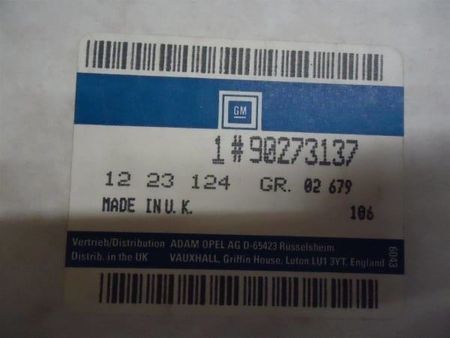 GM
1#90273137
12 23 124 GR. 02 679
MADE IN U.K.
106
Vertrieb/Distribution ADAM OPEL AG D-65423 Rüsselsheim
Distrib. in the UK VAUXHALL, Griffin House, Luton LU1 3YT, England
6043